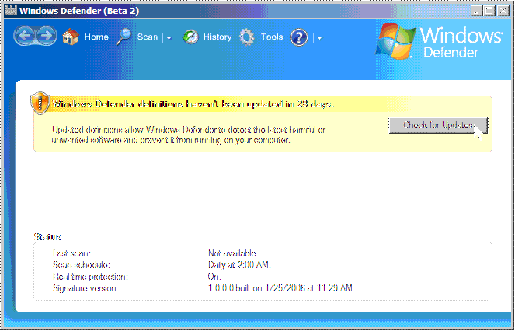 Windows Defender (Beta 2)
Home Scan History Tools
Windows Defender
Windows Defender definitions haven't been updated in 23 days.
Check for Updates
Updated definitions allow Windows Defender to detect the latest harmful or
unwanted software and prevent it from running on your computer.
Status
Last scan: Not available
Scan schedule: Daily at 2:00 AM
Real-time protection: On
Signature version: 1.0.0.0 built on 1/25/2006 at 11:29 AM